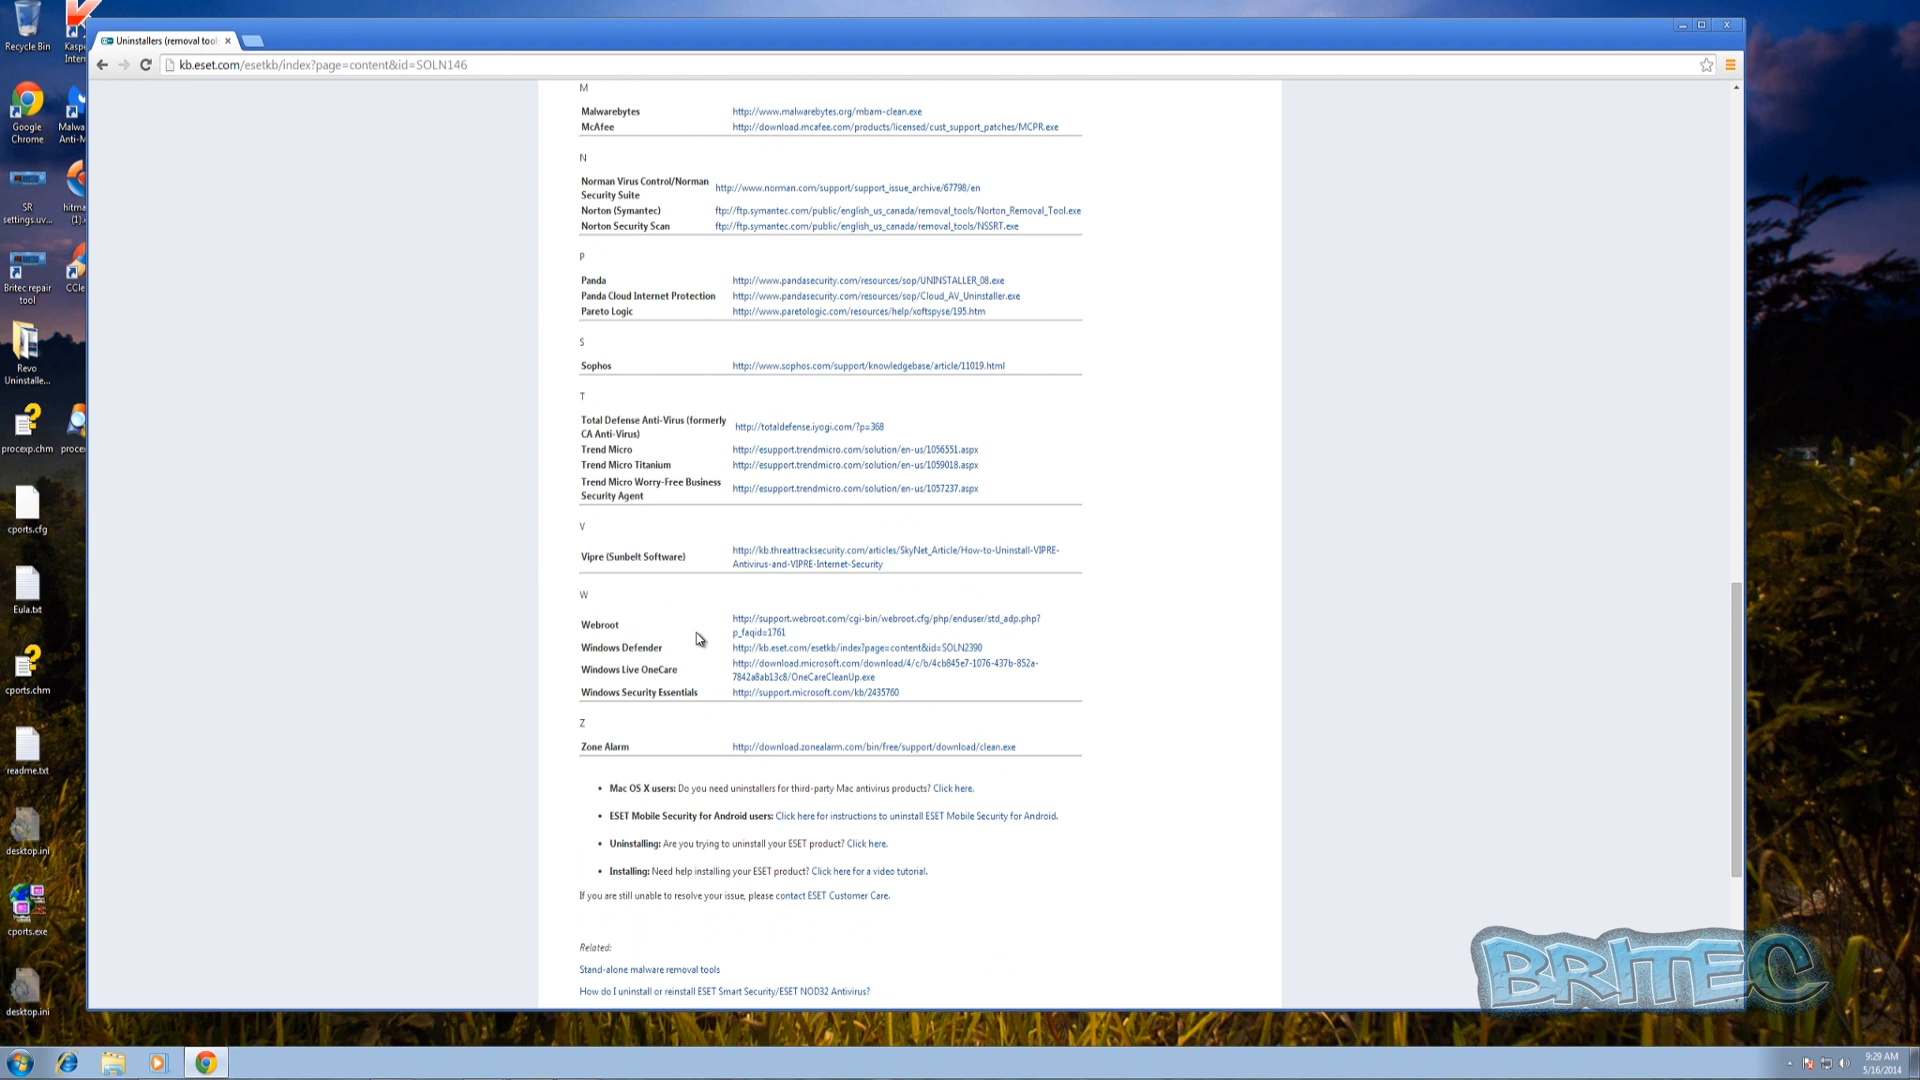 Recycle Bin
Kaspe
Intern
Google
Chrome
Malwa
Anti-M
SR
settings.uv...
hitma
(1).
Britec repair
tool
CCle
Revo
Uninstalle...
procexp.chm
proce
cports.cfg
Eula.txt
cports.chm
readme.txt
desktop.ini
cports.exe
desktop.ini
Uninstallers (removal tool
kb.eset.com/esetkb/index?page=content&id=SOLN146
M
Malwarebytes http://www.malwarebytes.org/mbam-clean.exe
McAfee http://download.mcafee.com/products/licensed/cust_support_patches/MCPR.exe
N
Norman Virus Control/Norman
Security Suite http://www.norman.com/support/support_issue_archive/67798/en
Norton (Symantec) ftp://ftp.symantec.com/public/english_us_canada/removal_tools/Norton_Removal_Tool.exe
Norton Security Scan ftp://ftp.symantec.com/public/english_us_canada/removal_tools/NSSRT.exe
P
Panda http://www.pandasecurity.com/resources/sop/UNINSTALLER_08.exe
Panda Cloud Internet Protection http://www.pandasecurity.com/resources/sop/Cloud_AV_Uninstaller.exe
Pareto Logic http://www.paretologic.com/resources/help/xoftspyse/195.htm
S
Sophos http://www.sophos.com/support/knowledgebase/article/11019.html
T
Total Defense Anti-Virus (formerly
CA Anti-Virus) http://totaldefense.iyogi.com/?p=368
Trend Micro http://esupport.trendmicro.com/solution/en-us/1056551.aspx
Trend Micro Titanium http://esupport.trendmicro.com/solution/en-us/1059018.aspx
Trend Micro Worry-Free Business
Security Agent http://esupport.trendmicro.com/solution/en-us/1057237.aspx
V
Vipre (Sunbelt Software) http://kb.threattracksecurity.com/articles/SkyNet_Article/How-to-Uninstall-VIPRE-
Antivirus-and-VIPRE-Internet-Security
W
Webroot http://support.webroot.com/cgi-bin/webroot.cfg/php/enduser/std_adp.php?
p_faqid=1761
Windows Defender http://kb.eset.com/esetkb/index?page=content&id=SOLN2390
Windows Live OneCare http://download.microsoft.com/download/4/c/b/4cb845e7-1076-437b-852a-
7842a8ab13c8/OneCareCleanUp.exe
Windows Security Essentials http://support.microsoft.com/kb/2435760
Z
Zone Alarm http://download.zonealarm.com/bin/free/support/download/clean.exe
• Mac OS X users: Do you need uninstallers for third-party Mac antivirus products? Click here.
• ESET Mobile Security for Android users: Click here for instructions to uninstall ESET Mobile Security for Android.
• Uninstalling: Are you trying to uninstall your ESET product? Click here.
• Installing: Need help installing your ESET product? Click here for a video tutorial.
If you are still unable to resolve your issue, please contact ESET Customer Care.
Related:
Stand-alone malware removal tools
How do I uninstall or reinstall ESET Smart Security/ESET NOD32 Antivirus?
BRITEC
9:29 AM
5/16/2014